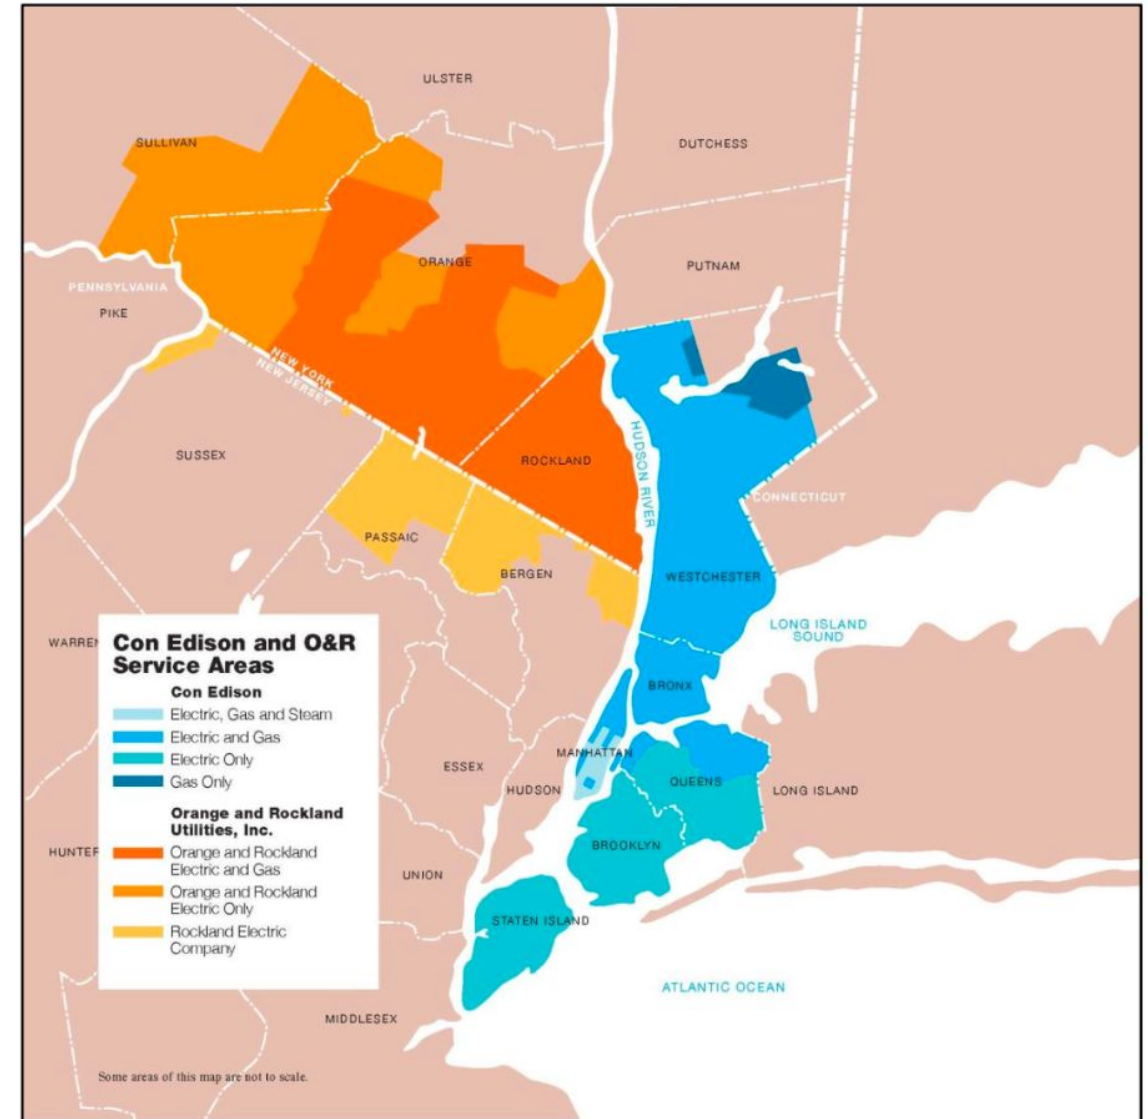 ULSTER
SULLIVAN
DUTCHESS
ORANGE
PUTNAM
PENNSYLVANIA
PIKE
NEW YORK
NEW JERSEY
HUDSON RIVER
SUSSEX
ROCKLAND
CONNECTICUT
PASSAIC
BERGEN
WESTCHESTER
LONG ISLAND
SOUND
WARREN
Con Edison and O&R
Service Areas
Con Edison
Electric, Gas and Steam
Electric and Gas
Electric Only
Gas Only
Orange and Rockland
Utilities, Inc.
Orange and Rockland
Electric and Gas
Orange and Rockland
Electric Only
Rockland Electric
Company
BRONX
MANHATTAN
ESSEX
HUDSON
QUEENS
LONG ISLAND
BROOKLYN
HUNTER
UNION
STATEN ISLAND
ATLANTIC OCEAN
MIDDLESEX
Some areas of this map are not to scale.